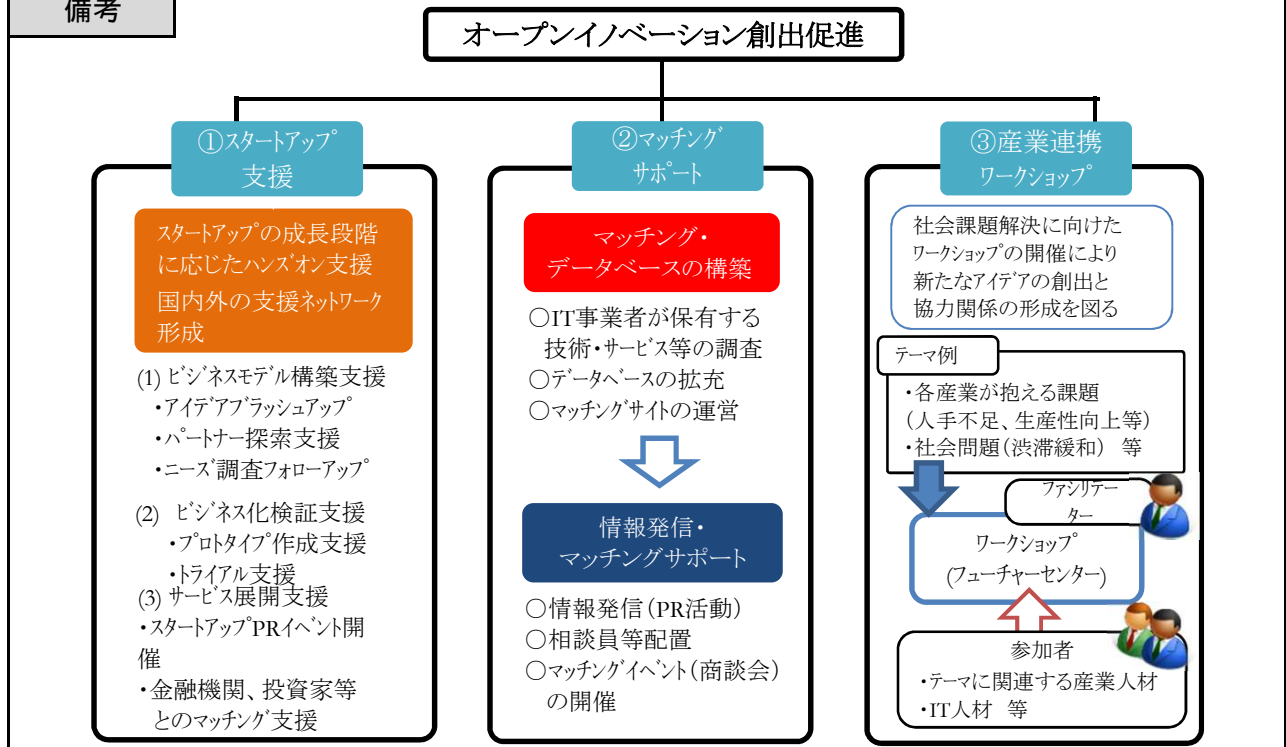 備考
オープンイノベーション創出促進
①スタートアップ
支援
スタートアップの成長段階
に応じたハンズオン支援
国内外の支援ネットワーク
形成
(1) ビジネスモデル構築支援
・アイデアブラッシュアップ
・パートナー探索支援
・ニーズ調査フォローアップ
(2) ビジネス化検証支援
・プロトタイプ作成支援
・トライアル支援
(3) サービス展開支援
・スタートアップPRイベント開
催
・金融機関、投資家等
とのマッチング支援
②マッチング
サポート
マッチング・
データベースの構築
○IT事業者が保有する
技術・サービス等の調査
○データベースの拡充
○マッチングサイトの運営
情報発信・
マッチングサポート
○情報発信(PR活動)
○相談員等配置
○マッチングイベント(商談会)
の開催
③産業連携
ワークショップ
社会課題解決に向けた
ワークショップの開催により
新たなアイデアの創出と
協力関係の形成を図る
テーマ例
・各産業が抱える課題
(人手不足、生産性向上等)
・社会問題(渋滞緩和) 等
ファシリテー
ター
ワークショップ
(フューチャーセンター)
参加者
・テーマに関連する産業人材
・IT人材 等